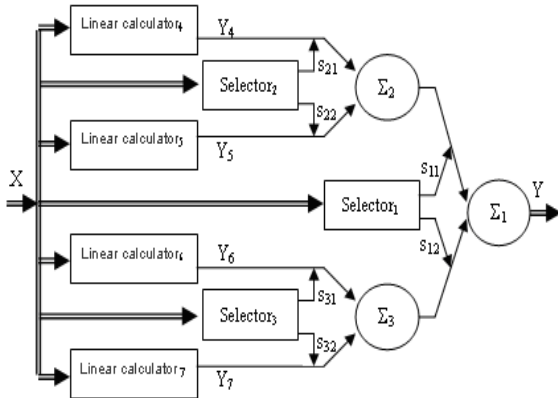 Linear calculator₄
Y₄
Selector₂
s₂₁
s₂₂
Σ₂
Linear calculator₅
Y₅
X
s₁₁
Selector₁
s₁₂
Σ₁
Y
Linear calculator₆
Y₆
Selector₃
s₃₁
s₃₂
Σ₃
Linear calculator₇
Y₇